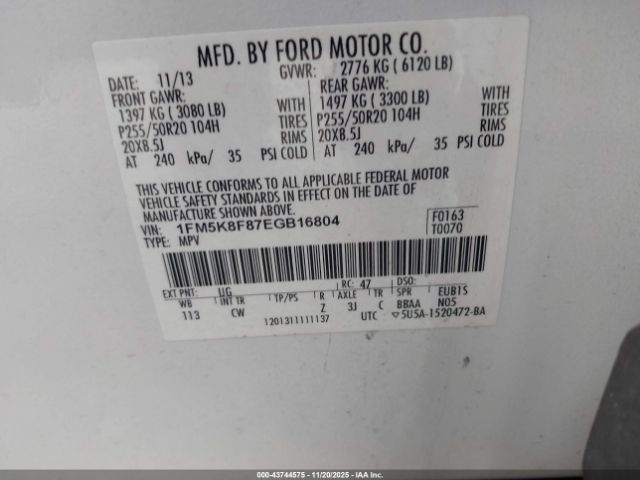 MFD. BY FORD MOTOR CO.
DATE: 11/13 GVWR: 2776 KG ( 6120 LB)
FRONT GAWR: REAR GAWR:
1397 KG ( 3080 LB) WITH 1497 KG ( 3300 LB) WITH
P255/50R20 104H TIRES P255/50R20 104H TIRES
20X8.5J RIMS 20X8.5J RIMS
AT 240 kPa/ 35 PSI COLD AT 240 kPa/ 35 PSI COLD
THIS VEHICLE CONFORMS TO ALL APPLICABLE FEDERAL MOTOR
VEHICLE SAFETY STANDARDS IN EFFECT ON THE DATE OF
MANUFACTURE SHOWN ABOVE.
VIN: 1FM5K8F87EGB16804 F0163
TYPE: MPV T0070
EXT PNT: UG RC: 47 DSO:
WB INT TR TP/PS R AXLE TR SPR EUB1S
113 CW Z 3J C BBAA N05
1201311111137 UTC ▽5U5A-1520472-BA
000-43744575 - 11/20/2025 - IAAI.COM